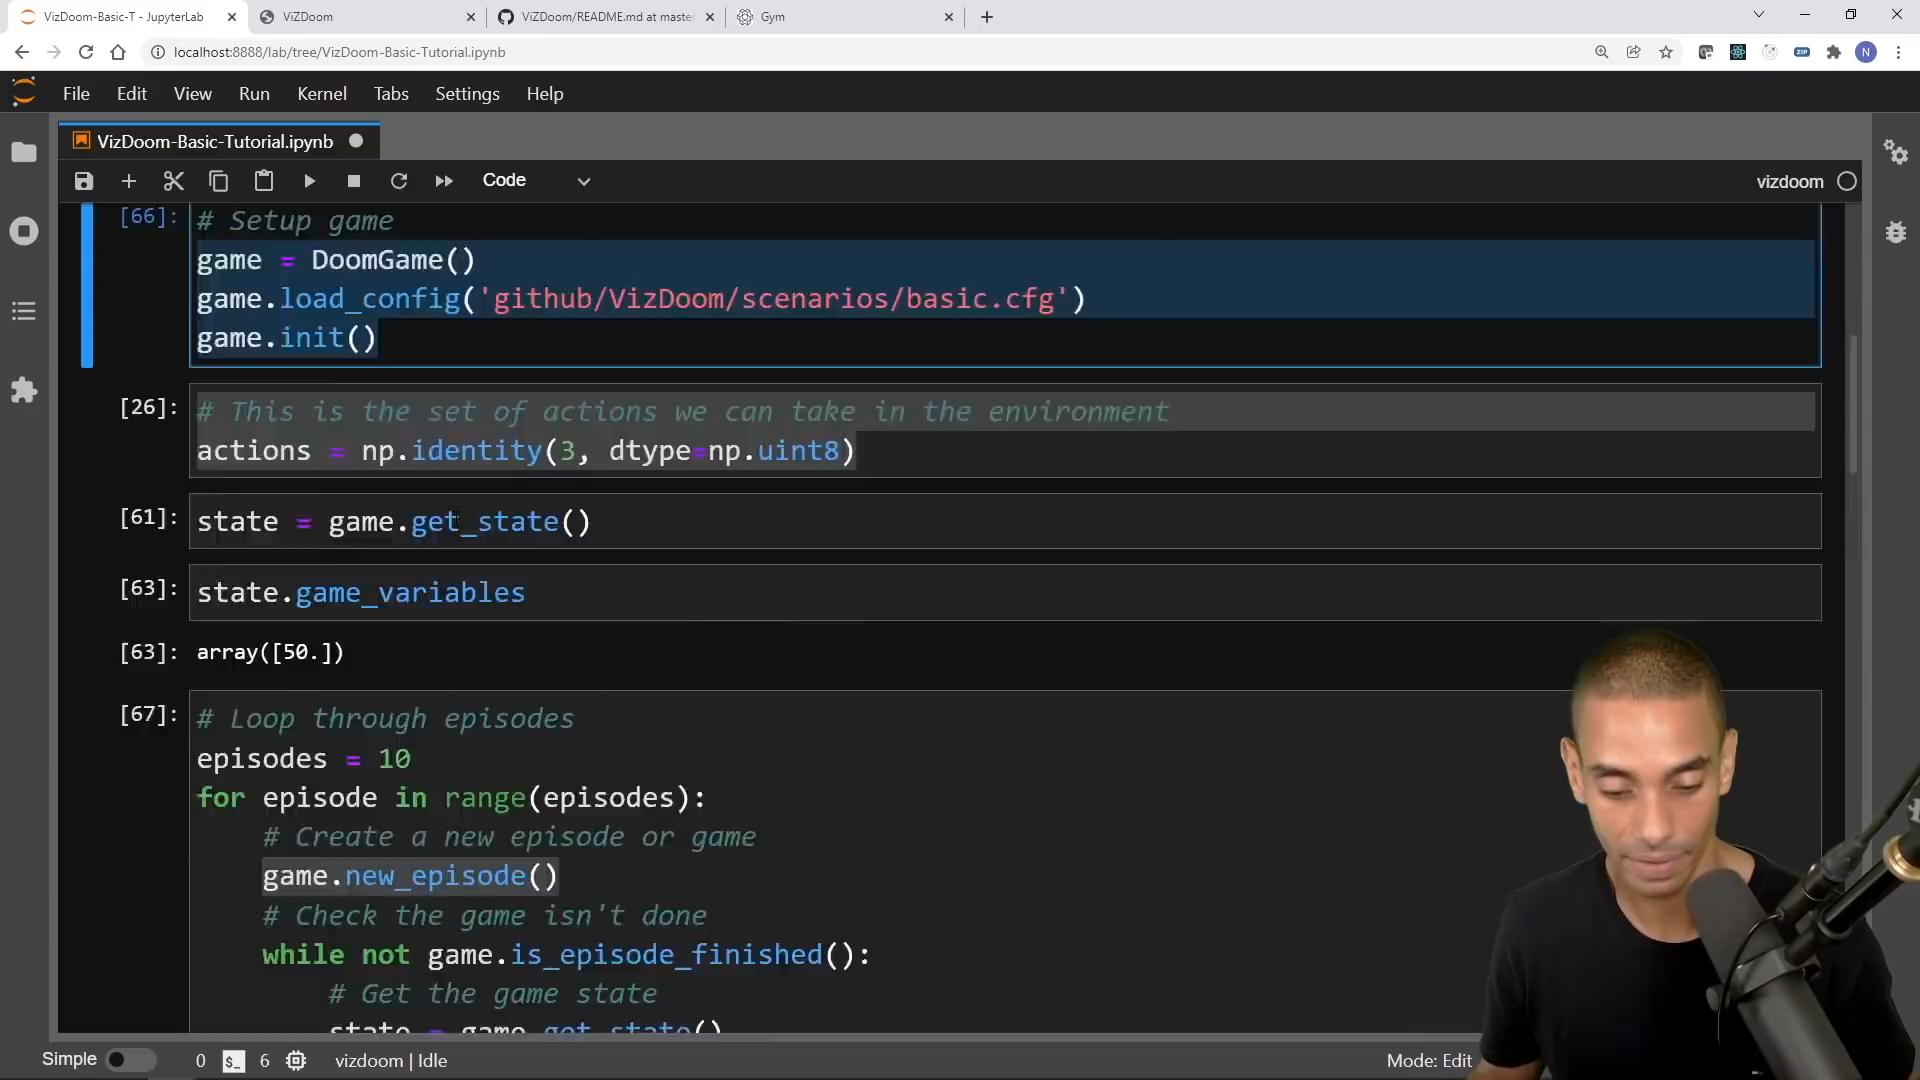 VizDoom-Basic-T - JupyterLab
ViZDoom
ViZDoom/README.md at master
Gym
localhost:8888/lab/tree/VizDoom-Basic-Tutorial.ipynb
ZIP
N
File Edit View Run Kernel Tabs Settings Help
VizDoom-Basic-Tutorial.ipynb
Code
vizdoom
[66]:
# Setup game
game = DoomGame()
game.load_config('github/VizDoom/scenarios/basic.cfg')
game.init()
[26]:
# This is the set of actions we can take in the environment
actions = np.identity(3, dtype=np.uint8)
[61]:
state = game.get_state()
[63]:
state.game_variables
[63]:
array([50.])
[67]:
# Loop through episodes
episodes = 10
for episode in range(episodes):
# Create a new episode or game
game.new_episode()
# Check the game isn't done
while not game.is_episode_finished():
# Get the game state
state = game.get_state()
Simple
0
$_
6
vizdoom | Idle
Mode: Edit